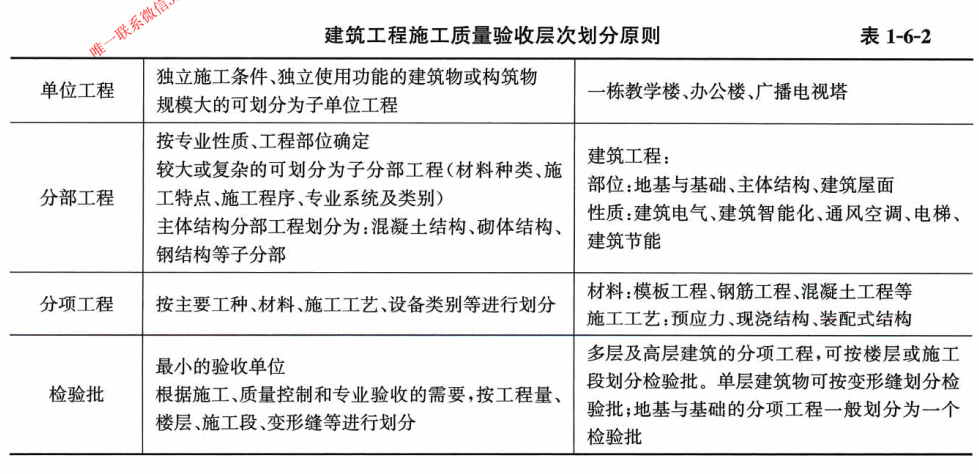 唯一联系微信
建筑工程施工质量验收层次划分原则 表 1-6-2
单位工程
独立施工条件、独立使用功能的建筑物或构筑物
规模大的可划分为子单位工程
一栋教学楼、办公楼、广播电视塔
分部工程
按专业性质、工程部位确定
较大或复杂的可划分为子分部工程(材料种类、施
工特点、施工程序、专业系统及类别)
主体结构分部工程划分为:混凝土结构、砌体结构、
钢结构等子分部
建筑工程:
部位:地基与基础、主体结构、建筑屋面
性质:建筑电气、建筑智能化、通风空调、电梯、
建筑节能
分项工程
按主要工种、材料、施工工艺、设备类别等进行划分
材料:模板工程、钢筋工程、混凝土工程等
施工工艺:预应力、现浇结构、装配式结构
检验批
最小的验收单位
根据施工、质量控制和专业验收的需要,按工程量、
楼层、施工段、变形缝等进行划分
多层及高层建筑的分项工程,可按楼层或施工
段划分检验批。单层建筑物可按变形缝划分检
验批;地基与基础的分项工程一般划分为一个
检验批